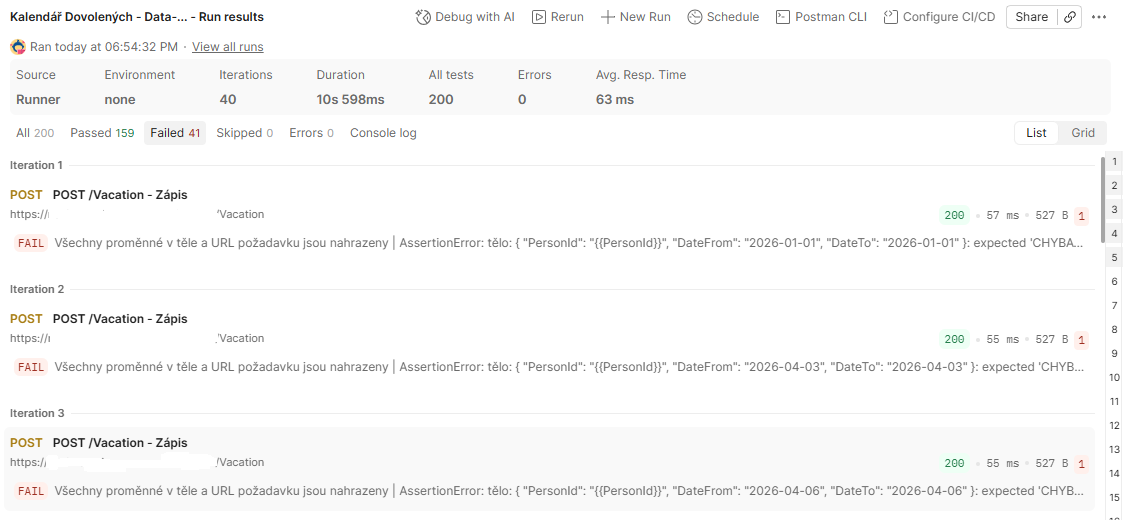 Kalendář Dovolených - Data-... - Run results
Debug with AI
Rerun
New Run
Schedule
Postman CLI
Configure CI/CD
Share
Ran today at 06:54:32 PM · View all runs
Source Environment Iterations Duration All tests Errors Avg. Resp. Time
Runner none 40 10s 598ms 200 0 63 ms
All 200 Passed 159 Failed 41 Skipped 0 Errors 0 Console log
List Grid
Iteration 1
POST POST /Vacation - Zápis
https:// /Vacation
200 • 57 ms • 527 B 1
FAIL Všechny proměnné v těle a URL požadavku jsou nahrazeny | AssertionError: tělo: { "PersonId": "{{PersonId}}", "DateFrom": "2026-01-01", "DateTo": "2026-01-01" }: expected 'CHYBA...
Iteration 2
POST POST /Vacation - Zápis
https:// /Vacation
200 • 55 ms • 527 B 1
FAIL Všechny proměnné v těle a URL požadavku jsou nahrazeny | AssertionError: tělo: { "PersonId": "{{PersonId}}", "DateFrom": "2026-04-03", "DateTo": "2026-04-03" }: expected 'CHYB...
Iteration 3
POST POST /Vacation - Zápis
https:// /Vacation
200 • 55 ms • 527 B 1
FAIL Všechny proměnné v těle a URL požadavku jsou nahrazeny | AssertionError: tělo: { "PersonId": "{{PersonId}}", "DateFrom": "2026-04-06", "DateTo": "2026-04-06" }: expected 'CHYB...
1
2
3
4
5
6
7
8
9
10
11
12
13
14
15